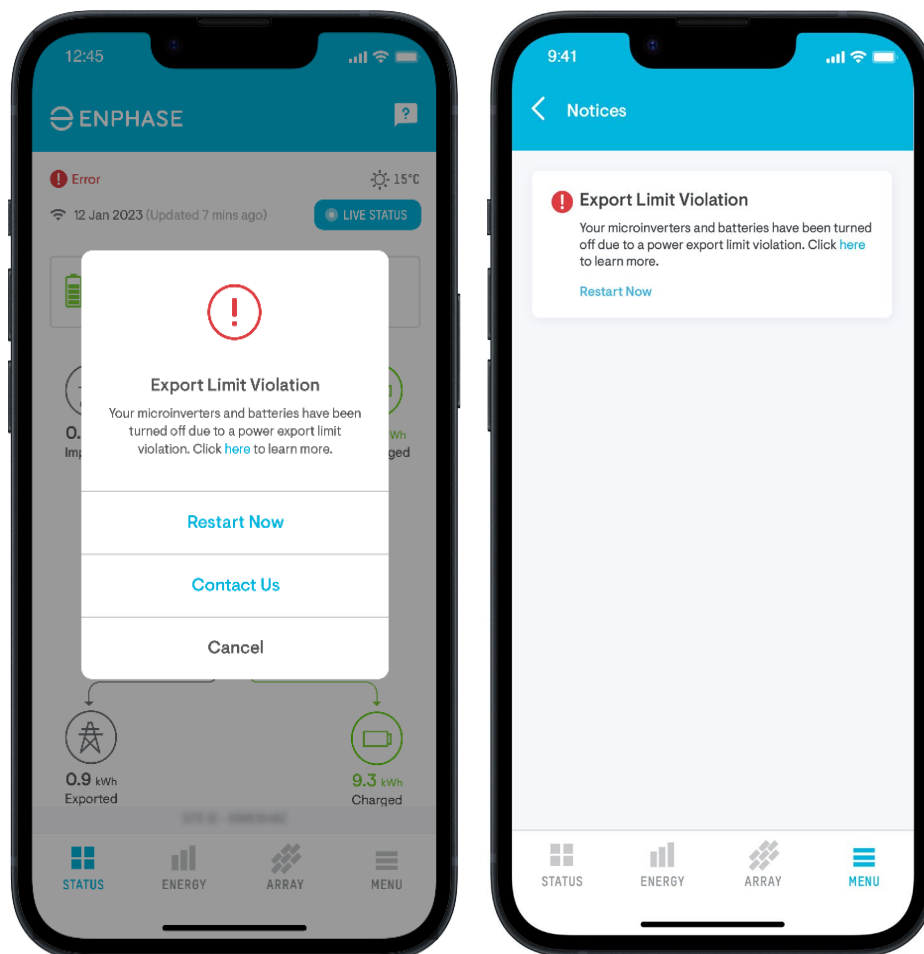 12:45
ENPHASE
?
Error
15°C
12 Jan 2023 (Updated 7 mins ago)
LIVE STATUS
!
Export Limit Violation
Your microinverters and batteries have been
turned off due to a power export limit
violation. Click here to learn more.
Restart Now
Contact Us
Cancel
0.9 kWh
Exported
9.3 kWh
Charged
STATUS
ENERGY
ARRAY
MENU
9:41
Notices
! Export Limit Violation
Your microinverters and batteries have been turned
off due to a power export limit violation. Click here
to learn more.
Restart Now
STATUS
ENERGY
ARRAY
MENU